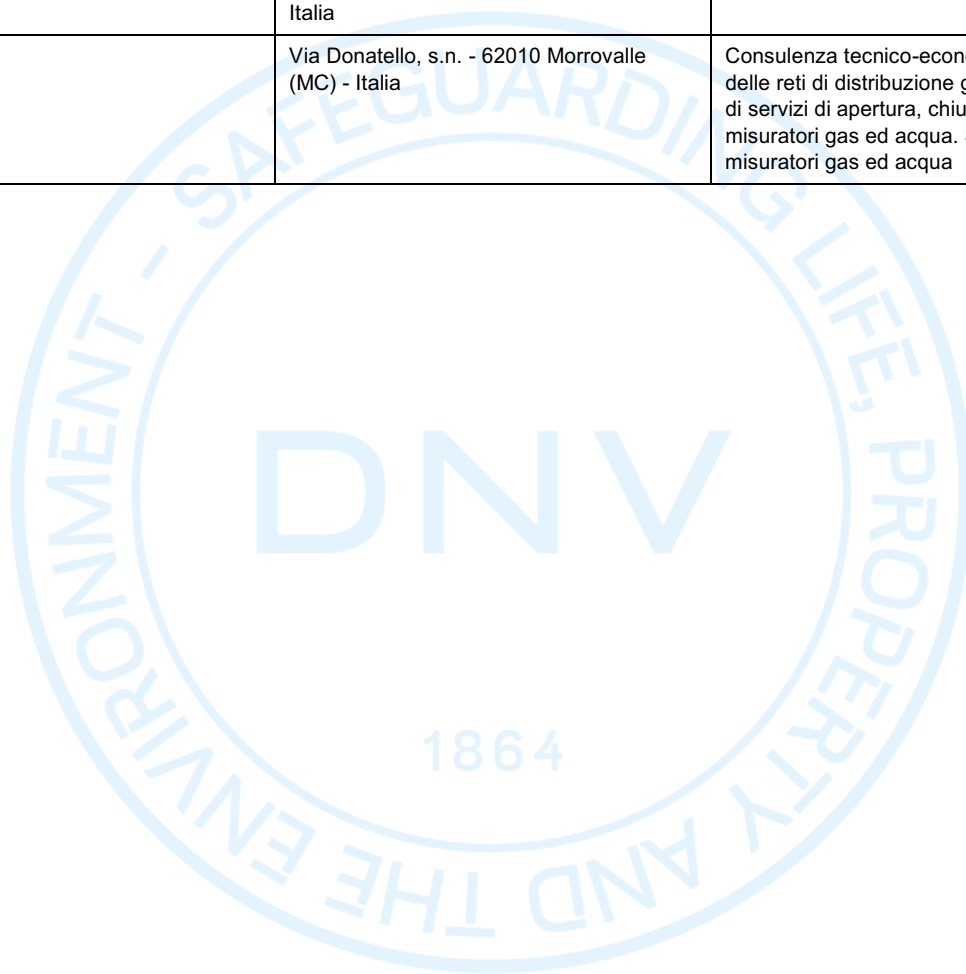 Italia
Via Donatello, s.n. - 62010 Morrovalle
(MC) - Italia
Consulenza tecnico-econ
delle reti di distribuzione g
di servizi di apertura, chiu
misuratori gas ed acqua.
misuratori gas ed acqua
SAFEGUARDING LIFE, PROPERTY AND THE ENVIRONMENT -
DNV
1864